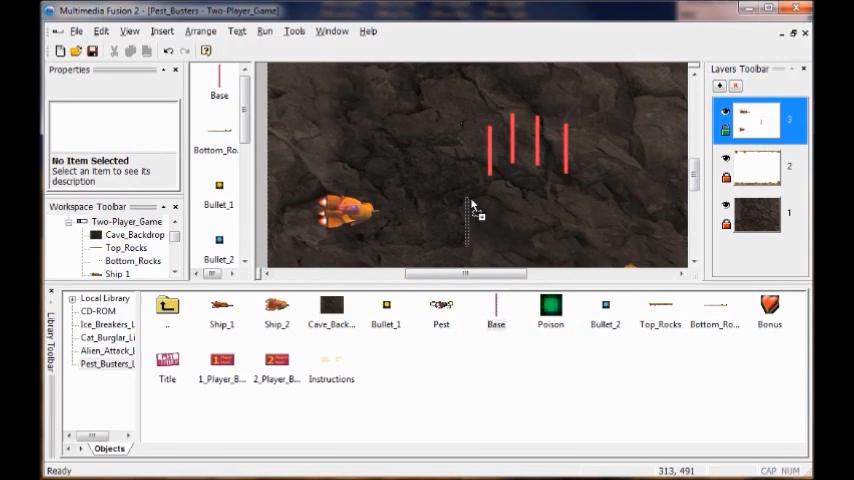 Multimedia Fusion 2 - [Pest_Busters - Two-Player_Game]
File Edit View Insert Arrange Text Run Tools Window Help
Properties
No Item Selected
Select an item to see its
description
Workspace Toolbar
Two-Player_Game
Cave_Backdrop
Top_Rocks
Bottom_Rocks
Ship 1
Base
Bottom_Ro...
Bullet_1
Bullet_2
Layers Toolbar
3
2
1
Library Toolbar
Local Library
CD-ROM
Ice_Breakers_L
Cat_Burglar_Li
Alien_Attack_L
Pest_Busters_L
.. Ship_1 Ship_2 Cave_Back... Bullet_1 Pest Base Poison Bullet_2 Top_Rocks Bottom_Ro... Bonus
Title 1_Player_B... 2_Player_B... Instructions
Objects
Ready 313, 491 CAP NUM